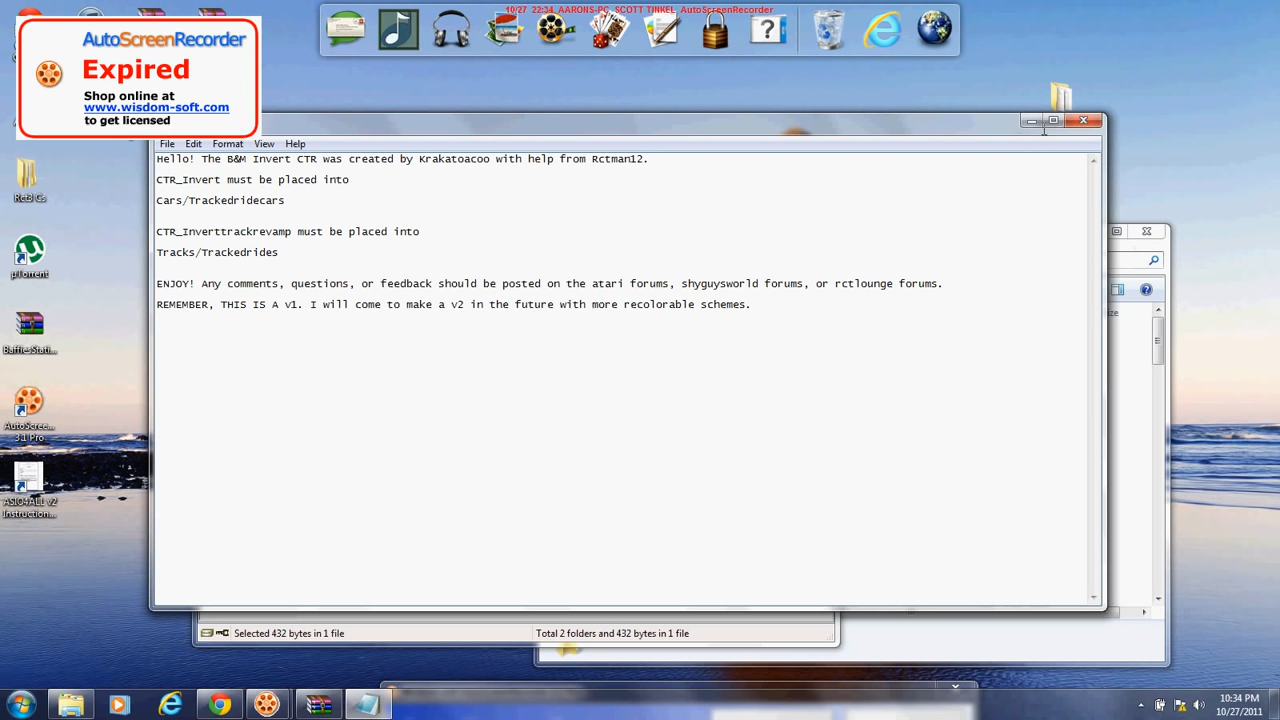 10/27 22:34 AARONS-PC SCOTT TINKEL AutoScreenRecorder
AutoScreenRecorder
Expired
Shop online at
www.wisdom-soft.com
to get licensed
File Edit Format View Help
Hello! The B&M Invert CTR was created by Krakatoacoo with help from Rctman12.
CTR_Invert must be placed into
Cars/Trackedridecars
CTR_Inverttrackrevamp must be placed into
Tracks/Trackedrides
ENJOY! Any comments, questions, or feedback should be posted on the atari forums, shyguysworld forums, or rctlounge forums.
REMEMBER, THIS IS A v1. I will come to make a v2 in the future with more recolorable schemes.
Rct3 Cs
µTorrent
BaffiesStati...
AutoScree...
3.1 Pro
ASIO4ALL v2
Instruction...
Selected 432 bytes in 1 file
Total 2 folders and 432 bytes in 1 file
10:34 PM
10/27/2011